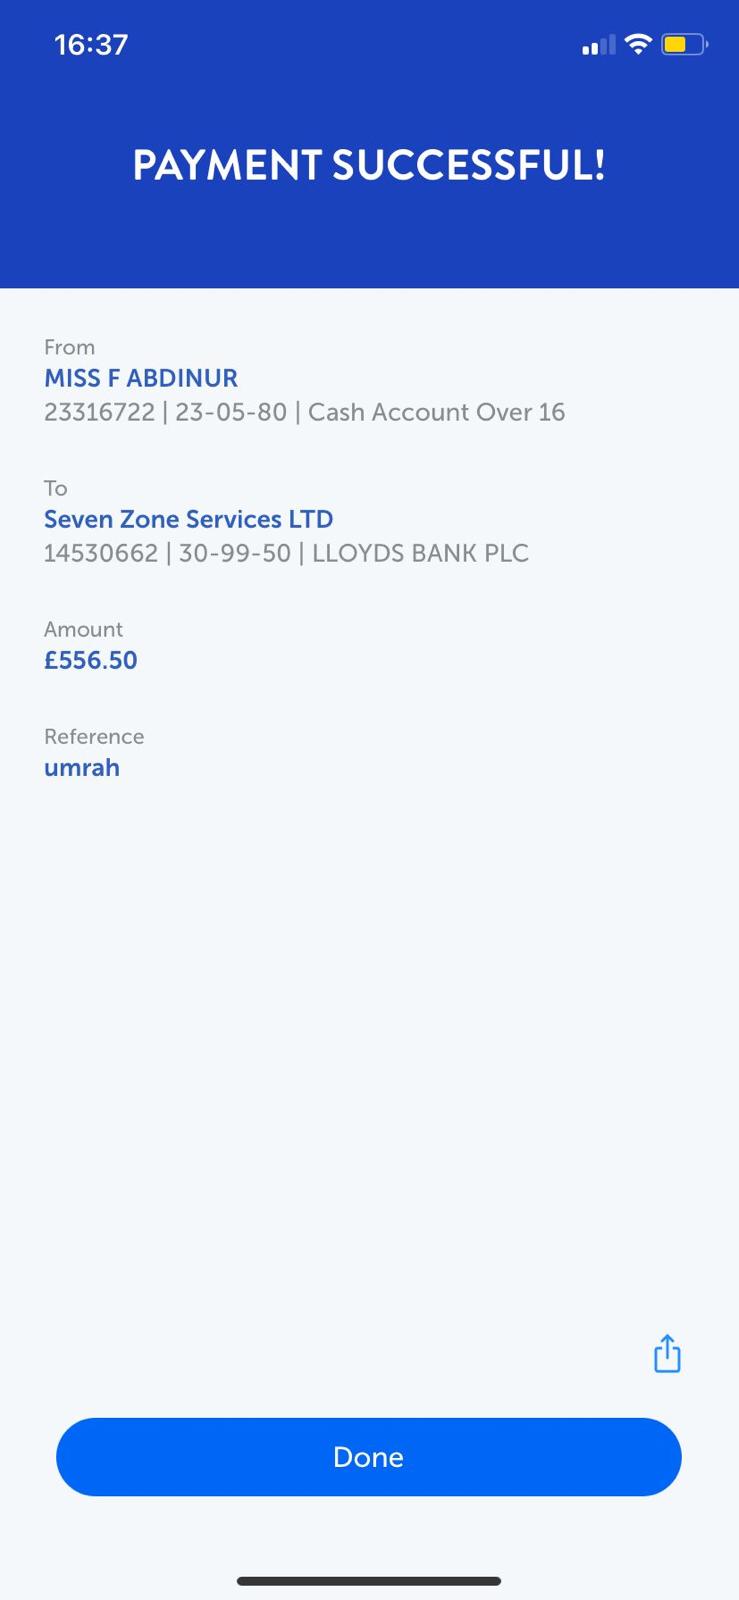 16:37
PAYMENT SUCCESSFUL!
From
MISS F ABDINUR
23316722 | 23-05-80 | Cash Account Over 16
To
Seven Zone Services LTD
14530662 | 30-99-50 | LLOYDS BANK PLC
Amount
£556.50
Reference
umrah
Done